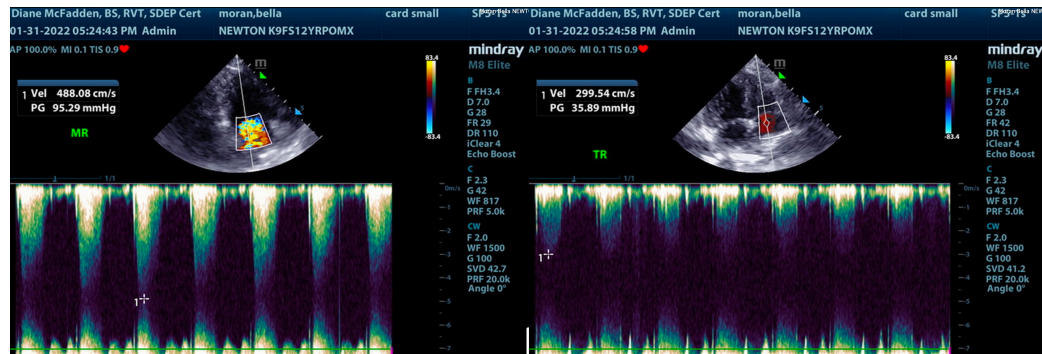 Diane McFadden, BS, RVT, SDEP Cert moran,bella card small
01-31-2022 05:24:43 PM Admin NEWTON K9FS12YRPOMX
AP 100.0% MI 0.1 TIS 0.9
mindray
M8 Elite
1 Vel 488.08 cm/s
PG 95.29 mmHg
MR
m
83.4
-83.4
B
F FH3.4
D 7.0
G 28
FR 29
DR 110
iClear 4
Echo Boost
C
F 2.3
G 42
WF 817
PRF 5.0k
CW
F 2.0
WF 1500
G 100
SVD 42.7
PRF 20.0k
Angle 0°
1/1
0m/s
-1
-2
-3
-4
-5
-6
-7
1
Diane McFadden, BS, RVT, SDEP Cert moran,bella card small
01-31-2022 05:24:58 PM Admin NEWTON K9FS12YRPOMX
AP 100.0% MI 0.1 TIS 0.9
mindray
M8 Elite
1 Vel 299.54 cm/s
PG 35.89 mmHg
TR
m
83.4
-83.4
B
F FH3.4
D 7.0
G 28
FR 42
DR 110
iClear 4
Echo Boost
C
F 2.3
G 42
WF 817
PRF 5.0k
CW
F 2.0
WF 1500
G 100
SVD 41.2
PRF 20.0k
Angle 0°
1/1
0m/s
-1
-2
-3
-4
-5
-6
-7
1